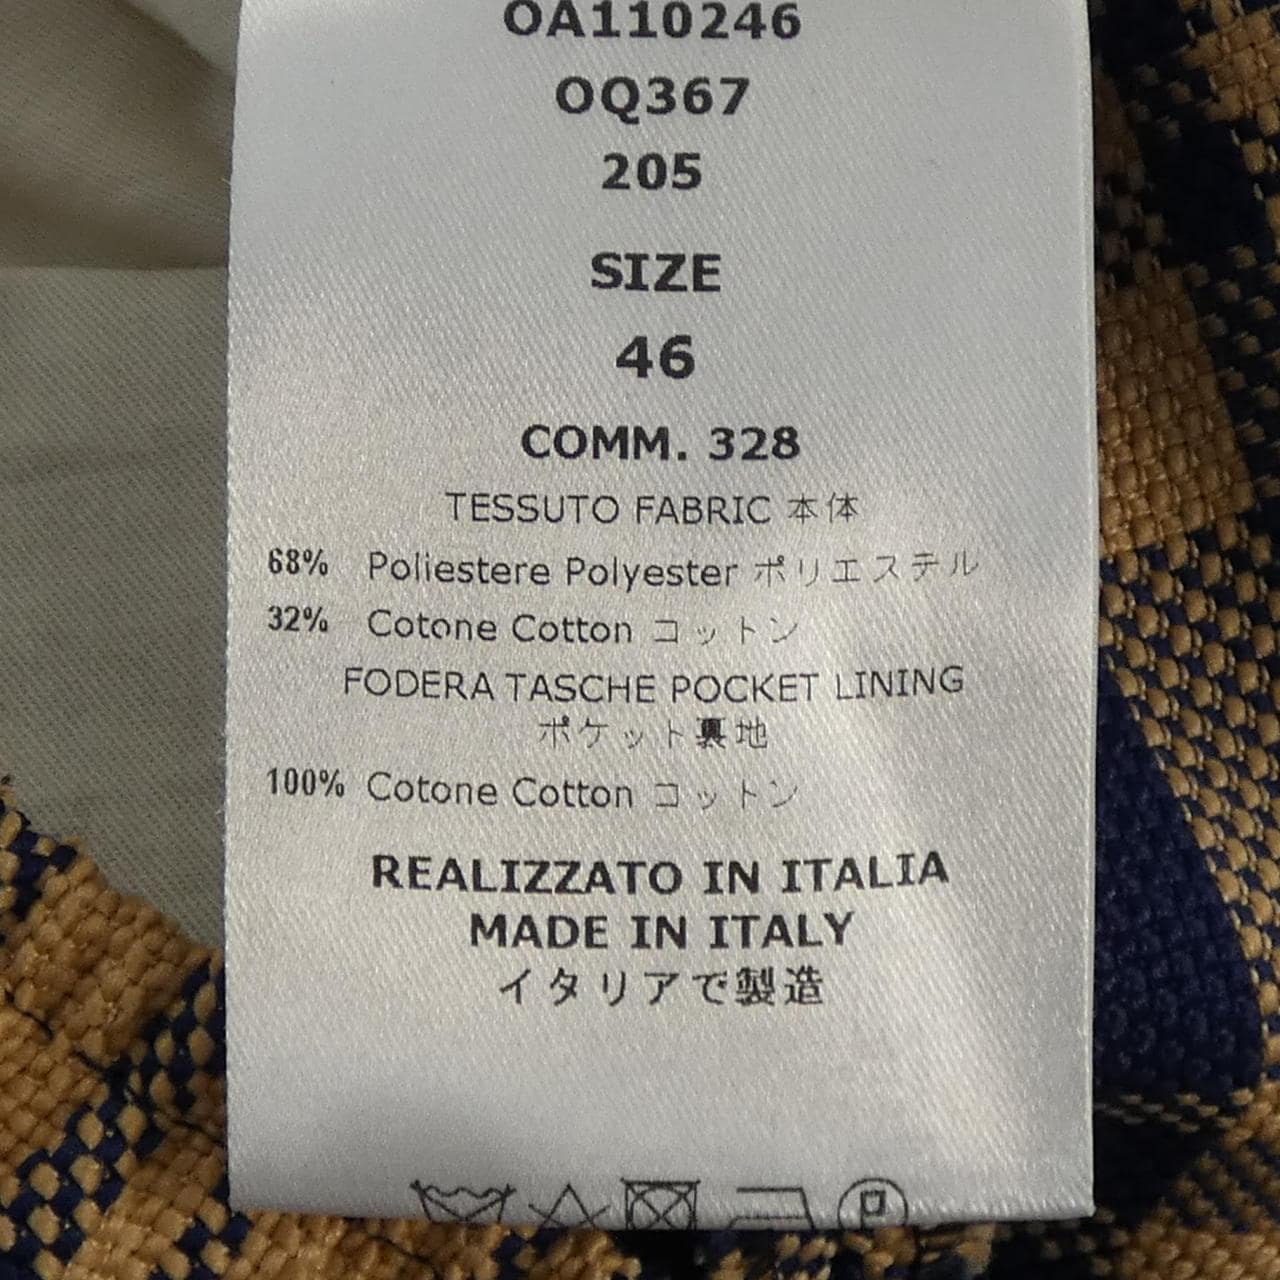 OA110246
OQ367
205
SIZE
46
COMM. 328
TESSUTO FABRIC 本体
68% Poliestere Polyester ポリエステル
32% Cotone Cotton コットン
FODERA TASCHE POCKET LINING
ポケット裏地
100% Cotone Cotton コットン
REALIZZATO IN ITALIA
MADE IN ITALY
イタリアで製造
P